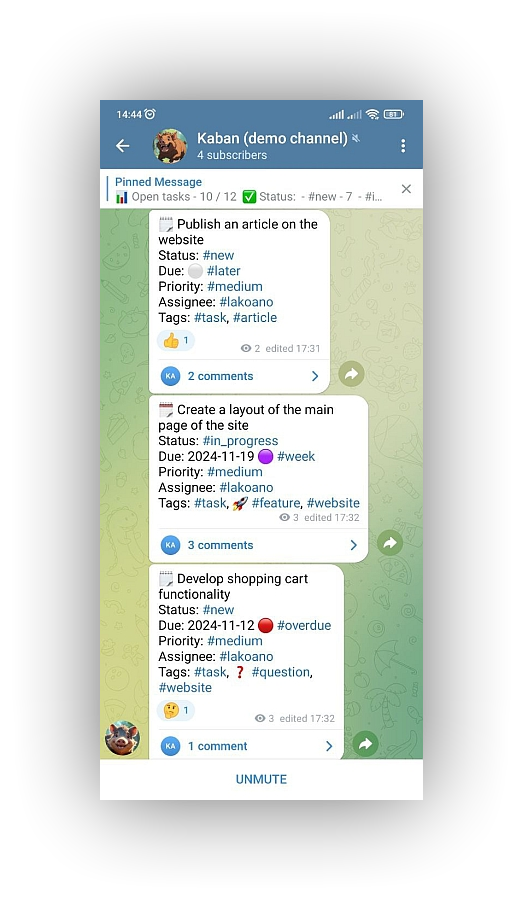 14:44
61
Kaban (demo channel)
4 subscribers
Pinned Message
📊 Open tasks - 10 / 12 ✅ Status: - #new - 7 - #i...
🗒 Publish an article on the
website
Status: #new
Due: ⚪ #later
Priority: #medium
Assignee: #lakoano
Tags: #task, #article
👍 1
2 edited 17:31
KA 2 comments
🗓 Create a layout of the main
page of the site
Status: #in_progress
Due: 2024-11-19 🟣 #week
Priority: #medium
Assignee: #lakoano
Tags: #task, 🚀 #feature, #website
3 edited 17:32
KA 3 comments
🗒 Develop shopping cart
functionality
Status: #new
Due: 2024-11-12 🔴 #overdue
Priority: #medium
Assignee: #lakoano
Tags: #task, ❓ #question,
#website
🤔 1
3 edited 17:32
KA 1 comment
UNMUTE